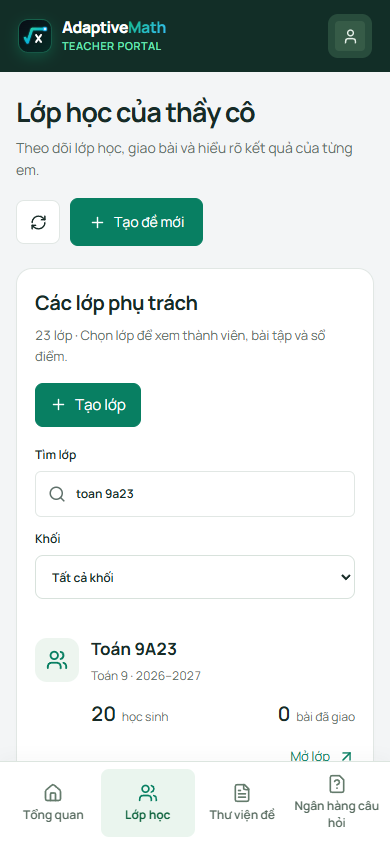 AdaptiveMath
TEACHER PORTAL
Lớp học của thầy cô
Theo dõi lớp học, giao bài và hiểu rõ kết quả của từng
em.
Tạo đề mới
Các lớp phụ trách
23 lớp · Chọn lớp để xem thành viên, bài tập và sổ
điểm.
Tạo lớp
Tìm lớp
toan 9a23
Khối
Tất cả khối
Toán 9A23
Toán 9 · 2026–2027
20 học sinh
0 bài đã giao
Mở lớp
Tổng quan
Lớp học
Thư viện đề
Ngân hàng câu
hỏi